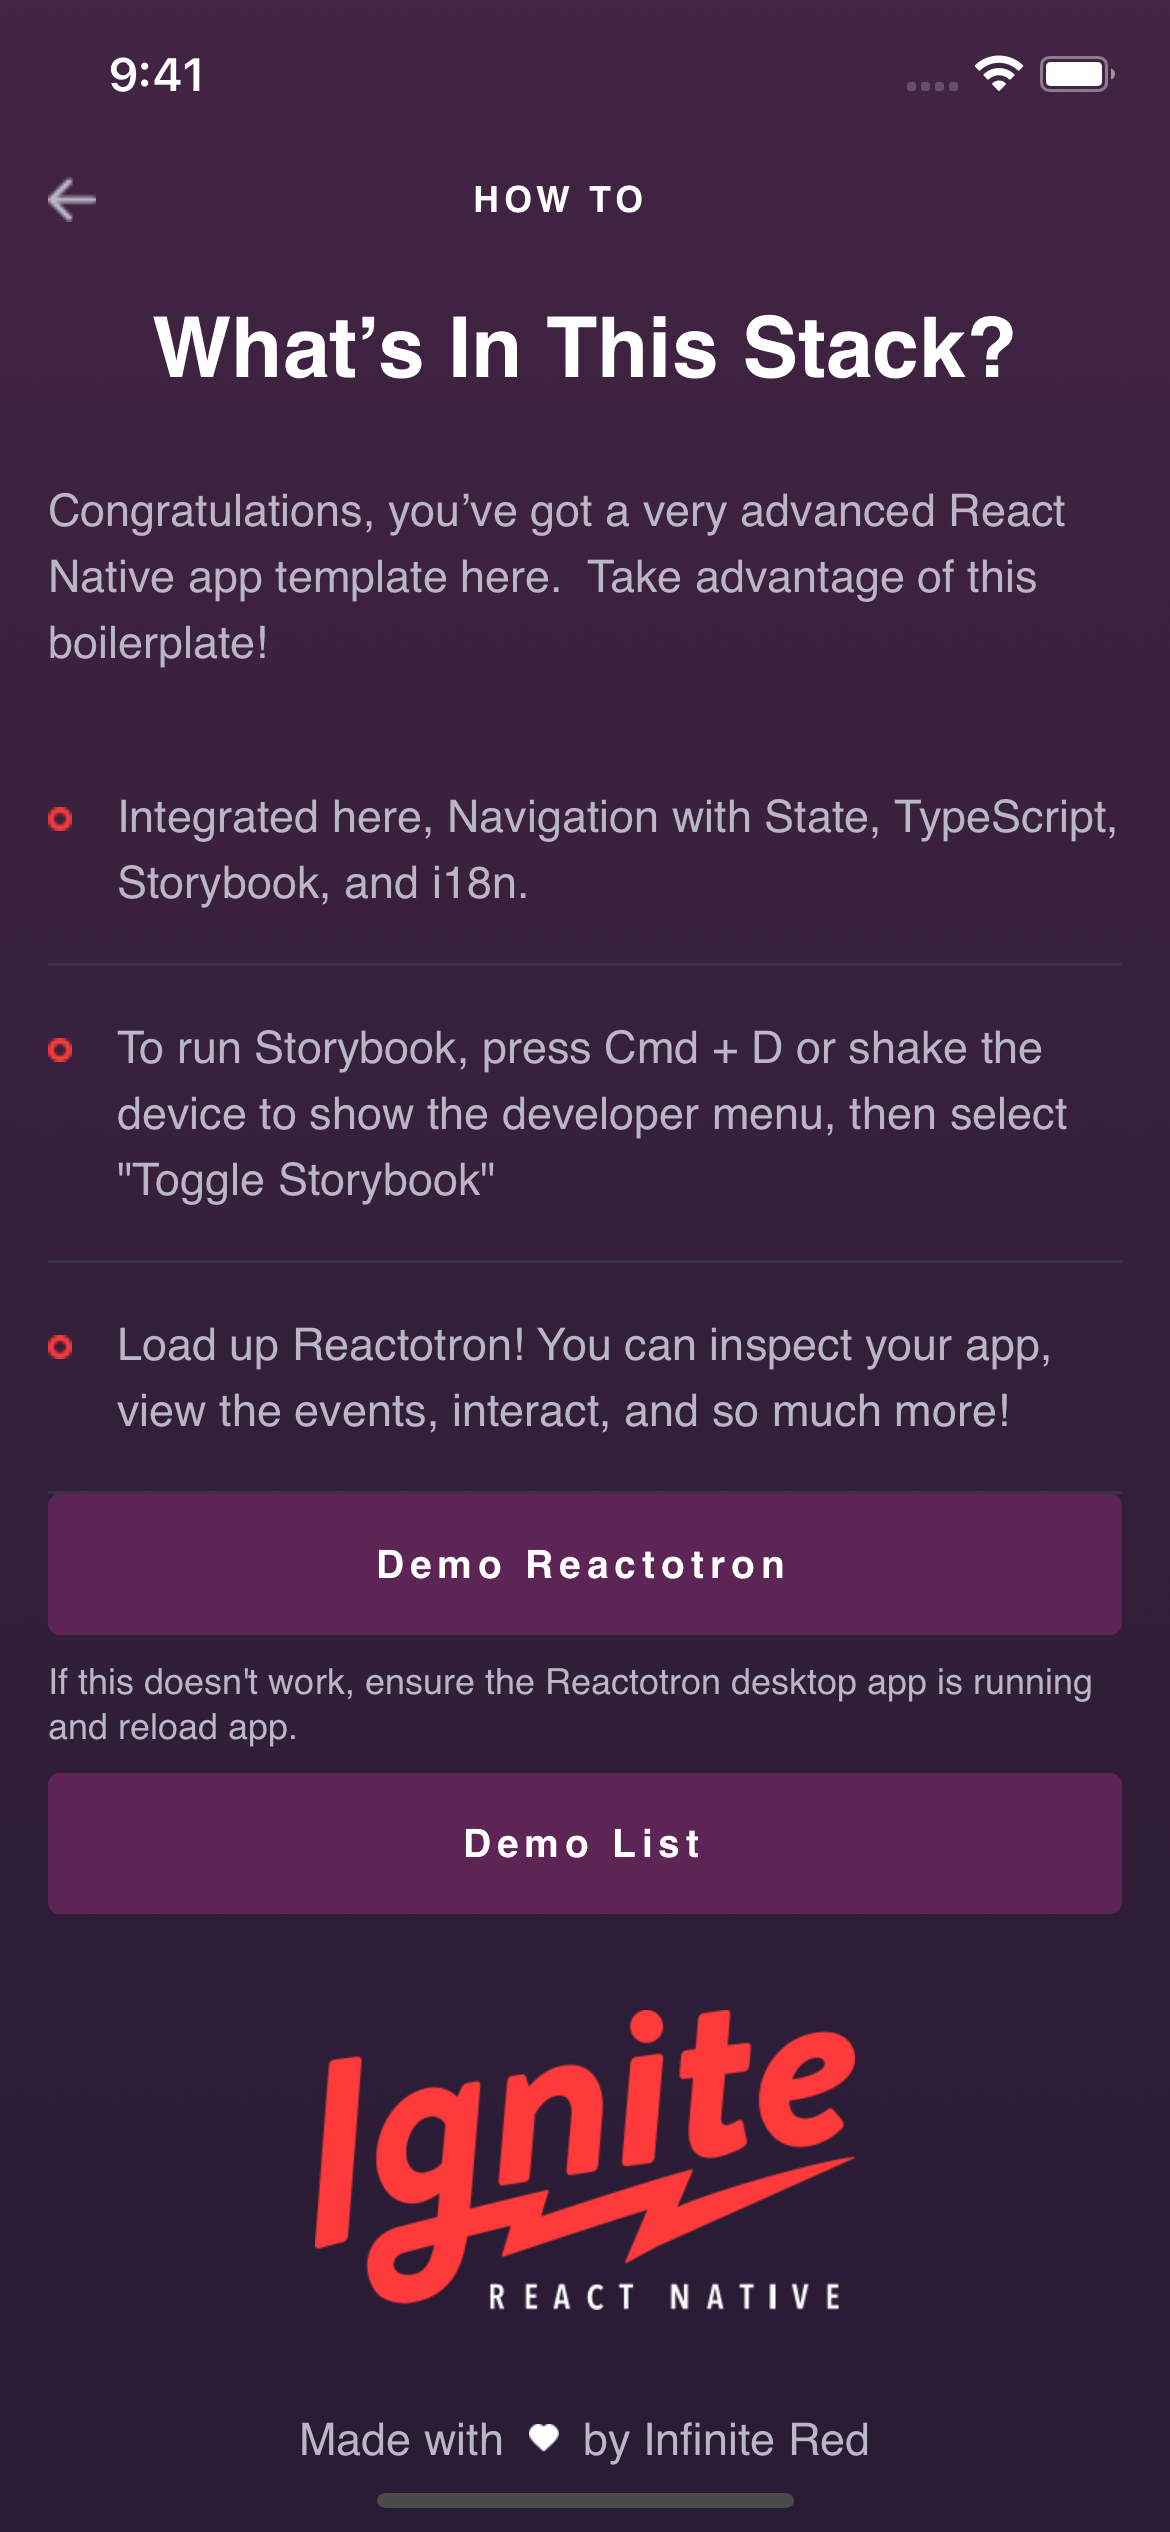 9:41
HOW TO
What’s In This Stack?
Congratulations, you’ve got a very advanced React
Native app template here.  Take advantage of this
boilerplate!
Integrated here, Navigation with State, TypeScript,
Storybook, and i18n.
To run Storybook, press Cmd + D or shake the
device to show the developer menu, then select
"Toggle Storybook"
Load up Reactotron! You can inspect your app,
view the events, interact, and so much more!
Demo Reactotron
If this doesn't work, ensure the Reactotron desktop app is running
and reload app.
Demo List
Ignite
REACT NATIVE
Made with ♥ by Infinite Red